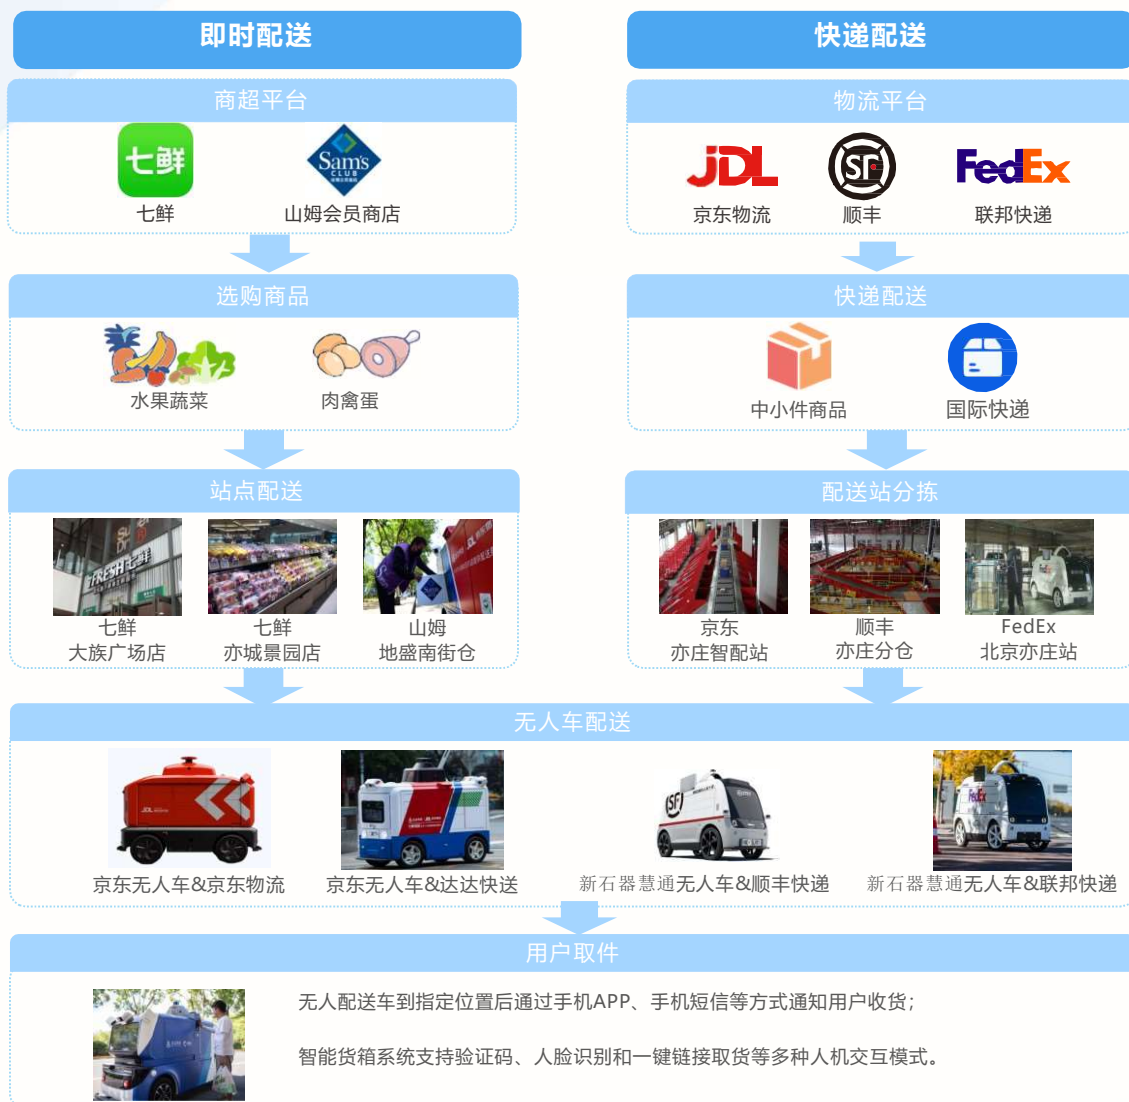 即时配送
快递配送
商超平台
物流平台
七鲜
Sam's
CLUB
JDL
SF
FedEx
七鲜
山姆会员商店
京东物流
顺丰
联邦快递
选购商品
快递配送
水果蔬菜
肉禽蛋
中小件商品
国际快递
站点配送
配送站分拣
FRESH七鲜
七鲜
大族广场店
七鲜
亦城景园店
山姆
地盛南街仓
京东
亦庄智配站
顺丰
亦庄分仓
FedEx
北京亦庄站
无人车配送
JDL
SF
FedEx
京东无人车&京东物流
京东无人车&达达快送
新石器慧通无人车&顺丰快递
新石器慧通无人车&联邦快递
用户取件
无人配送车到指定位置后通过手机APP、手机短信等方式通知用户收货；
智能货箱系统支持验证码、人脸识别和一键链接取货等多种人机交互模式。